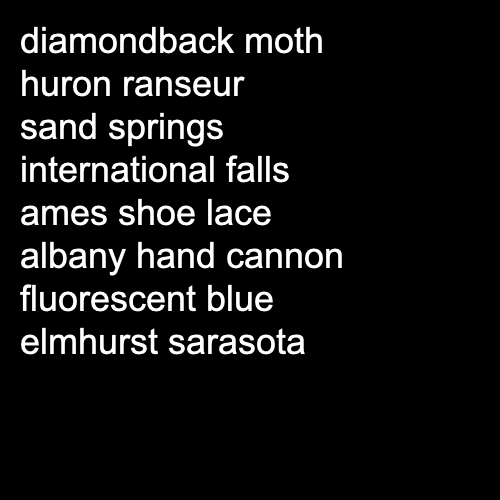 diamondback moth
huron ranseur
sand springs
international falls
ames shoe lace
albany hand cannon
fluorescent blue
elmhurst sarasota